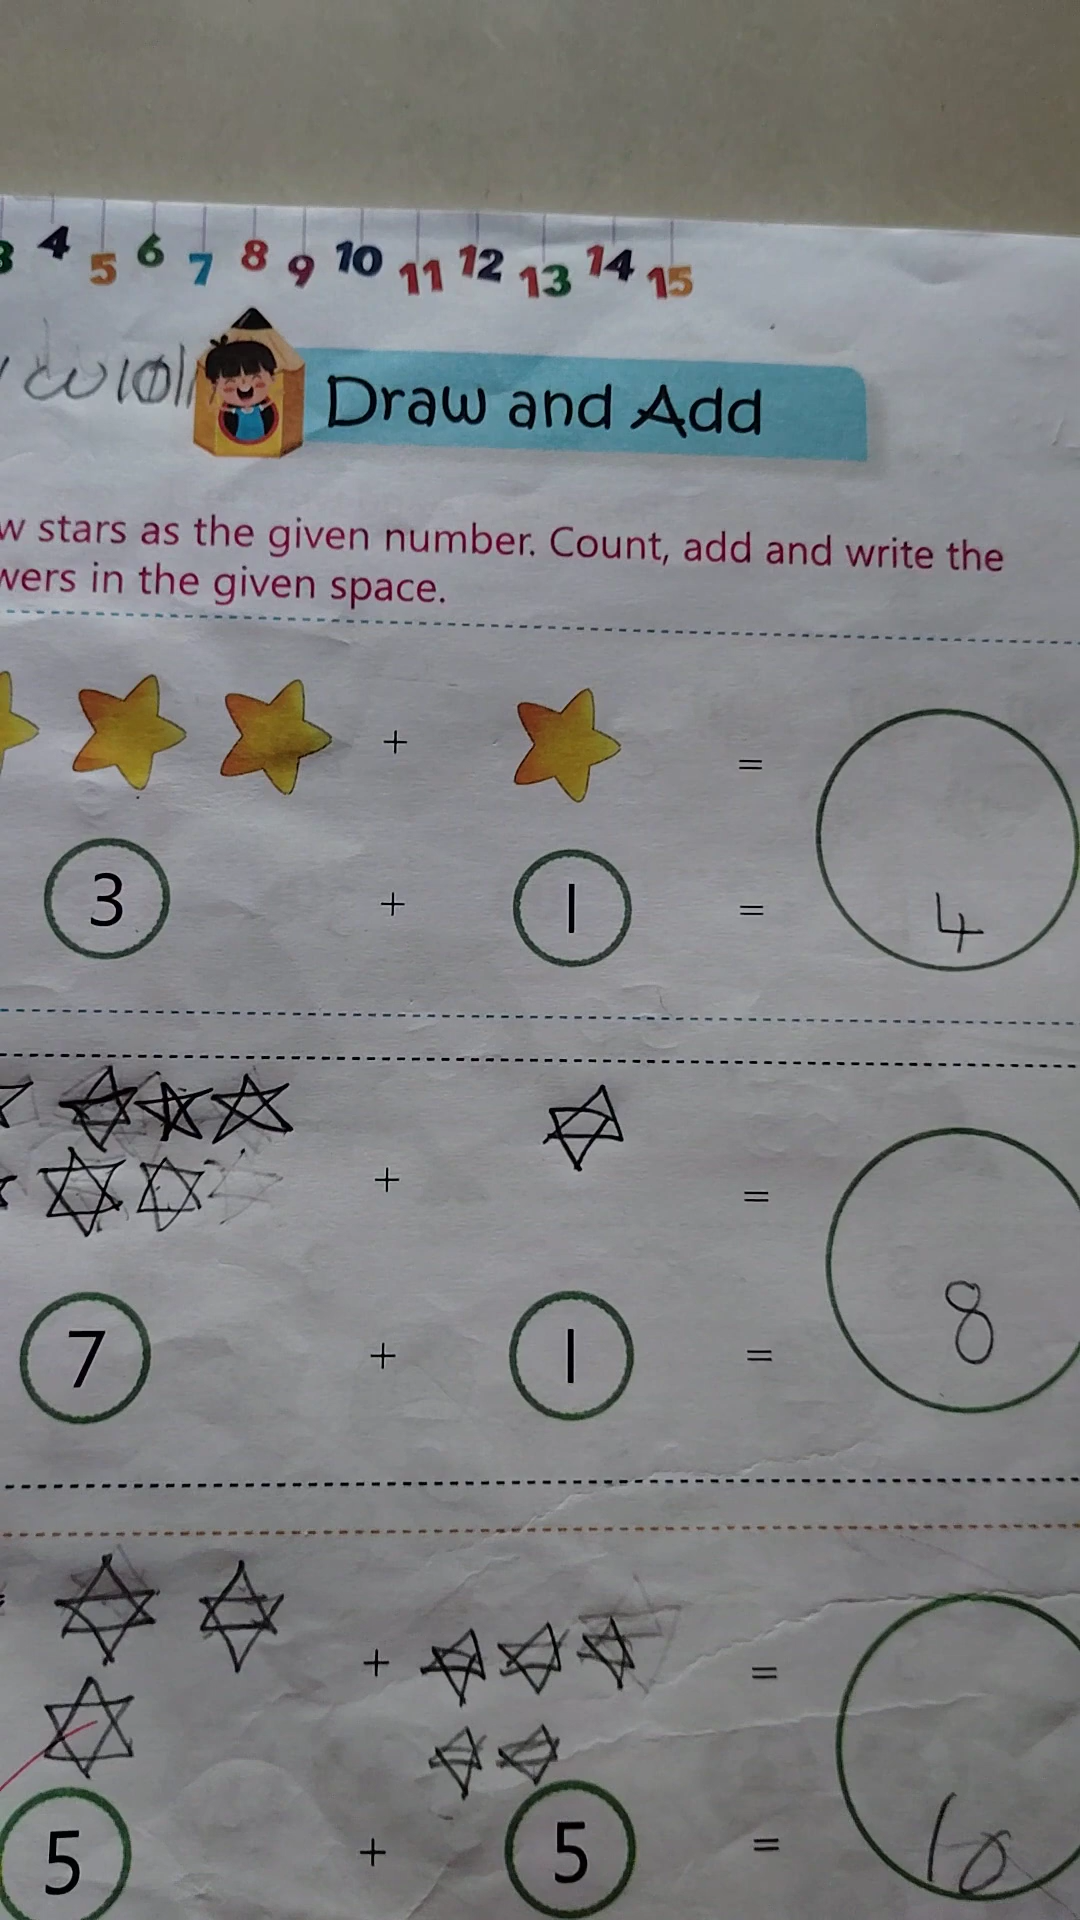 3 4 5 6 7 8 9 10 11 12 13 14 15
Draw and Add
w stars as the given number. Count, add and write the
wers in the given space.
+ =
3 + 1 = 4
+ =
7 + 1 = 8
+ =
5 + 5 = 10